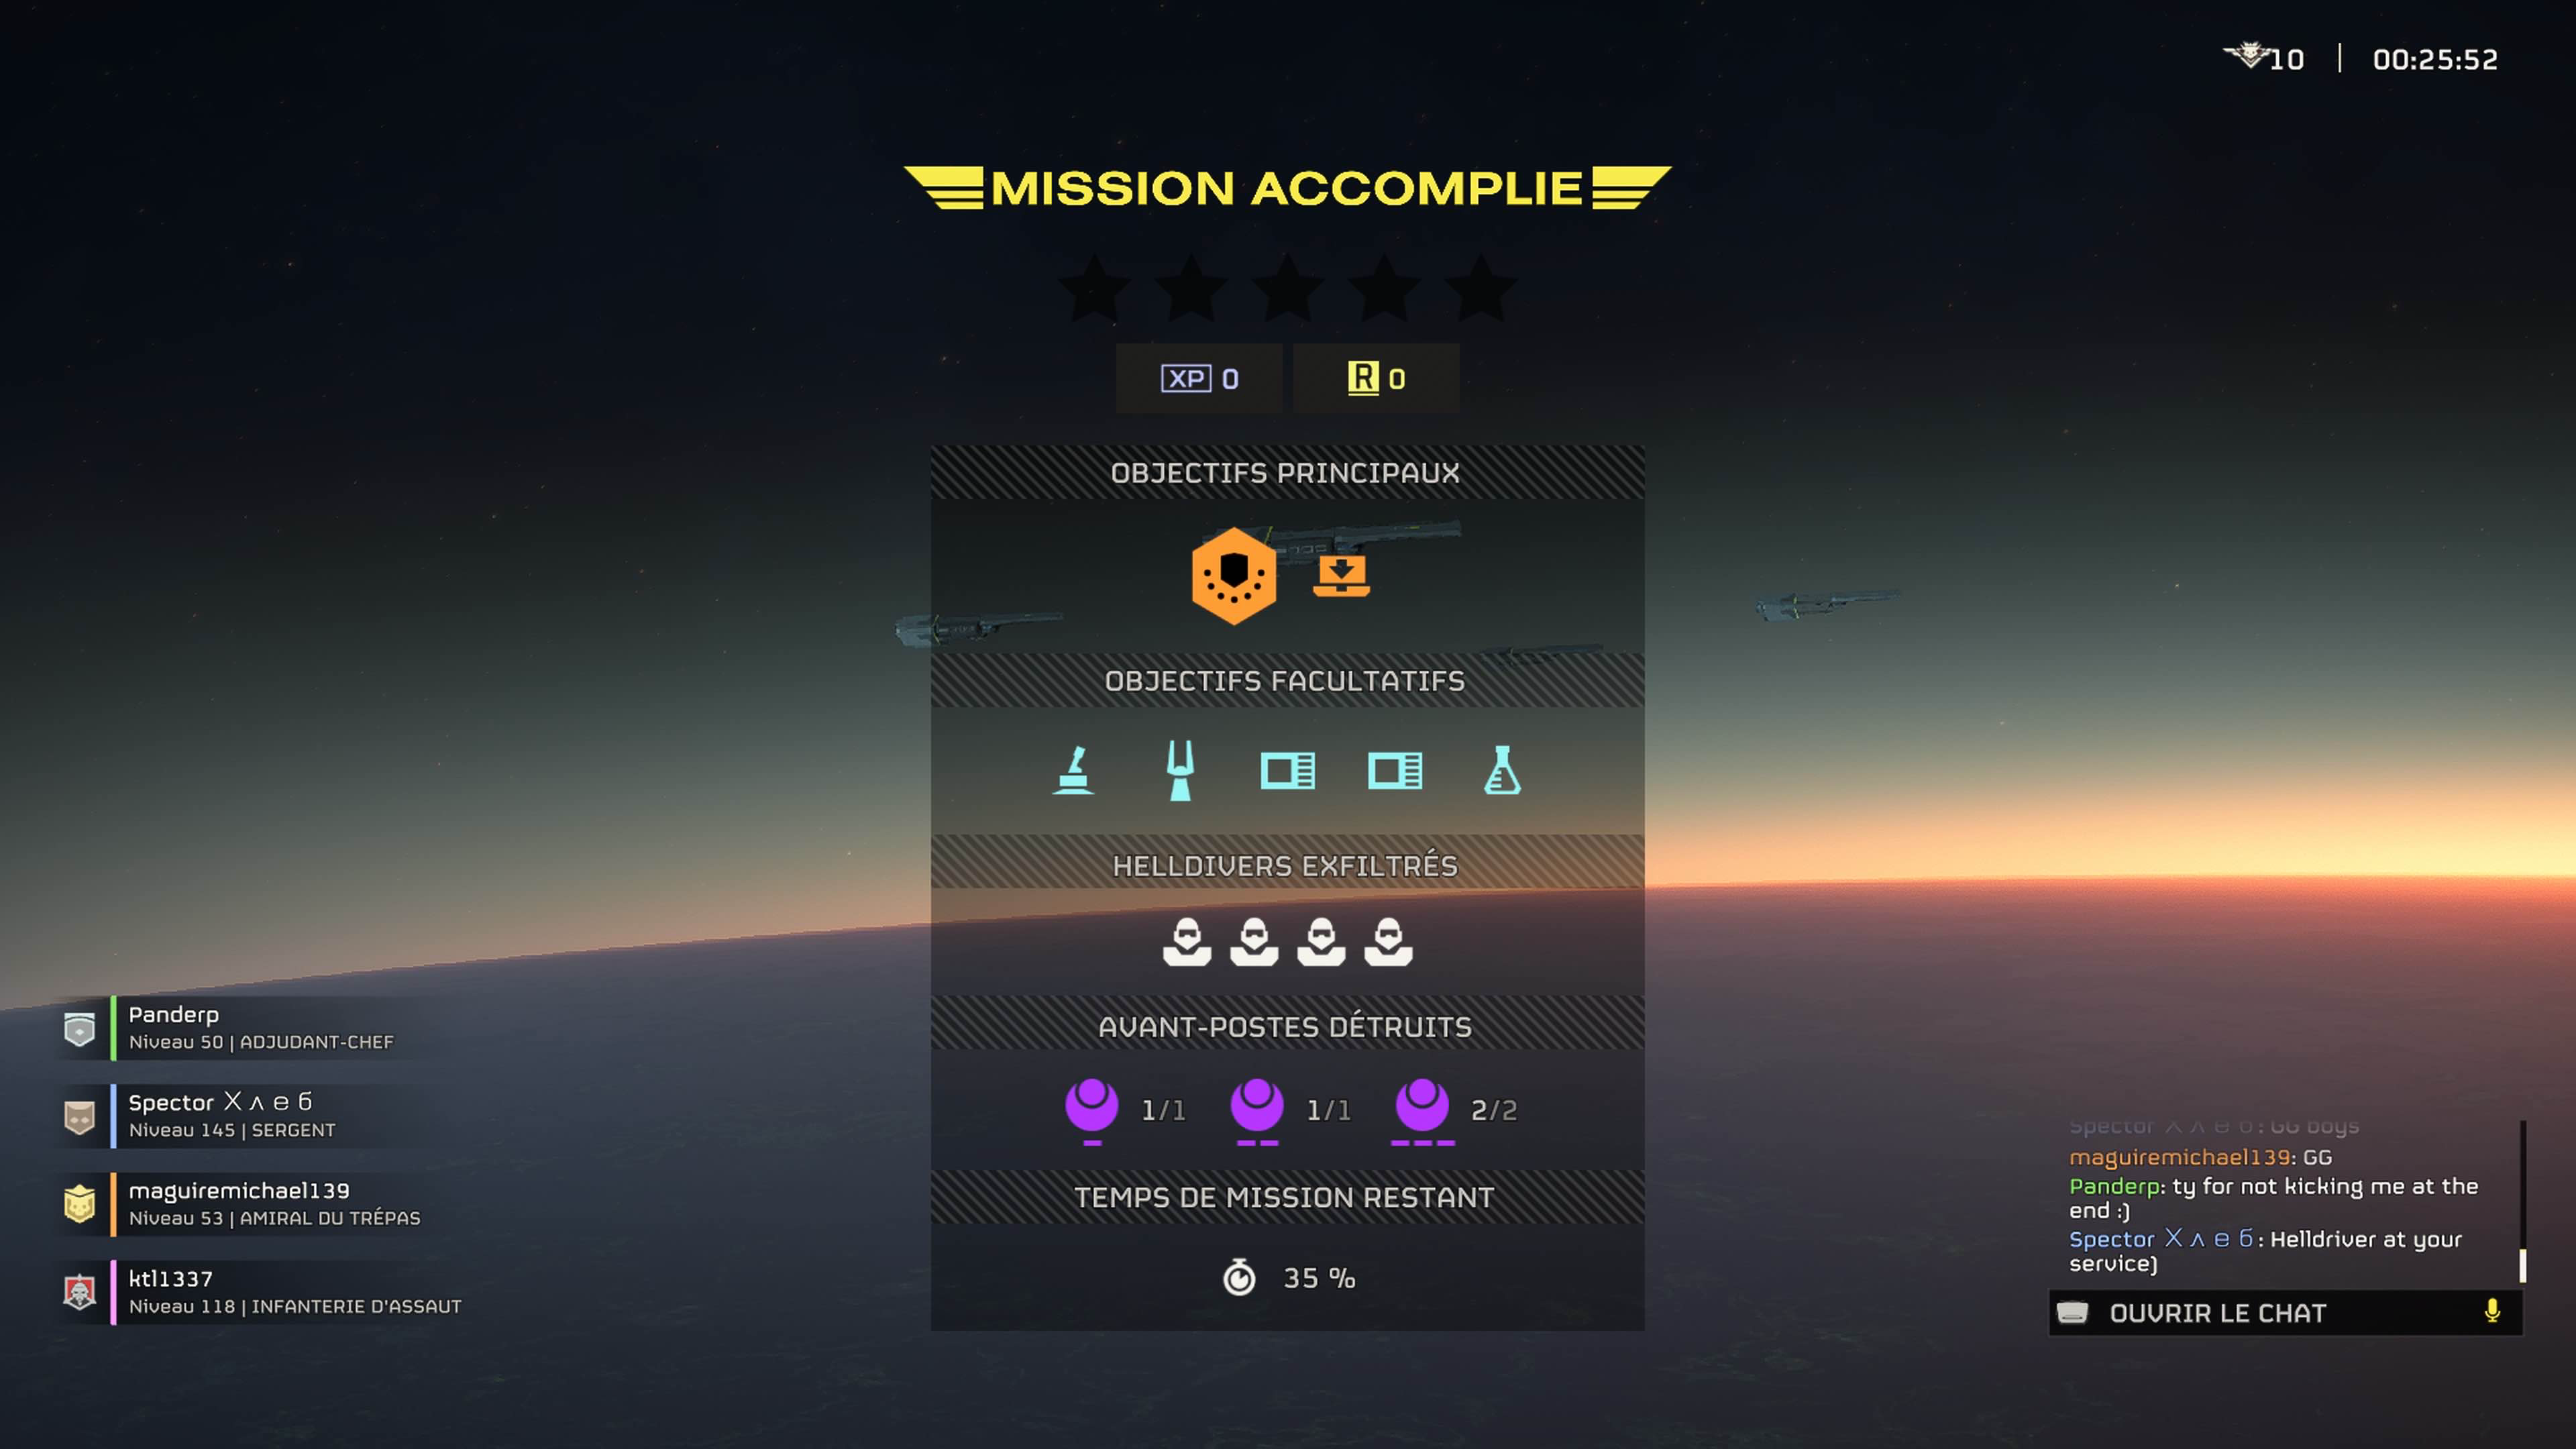 10 | 00:25:52
MISSION ACCOMPLIE
XP 0
R 0
OBJECTIFS PRINCIPAUX
OBJECTIFS FACULTATIFS
HELLDIVERS EXFILTRÉS
AVANT-POSTES DÉTRUITS
1/1 1/1 2/2
TEMPS DE MISSION RESTANT
35 %
Panderp
Niveau 50 | ADJUDANT-CHEF
Spector Х л е б
Niveau 145 | SERGENT
maguiremichael139
Niveau 53 | AMIRAL DU TRÉPAS
ktl1337
Niveau 118 | INFANTERIE D'ASSAUT
Spector Х л е б: GG boys
maguiremichael139: GG
Panderp: ty for not kicking me at the
end :)
Spector Х л е б: Helldriver at your
service)
OUVRIR LE CHAT